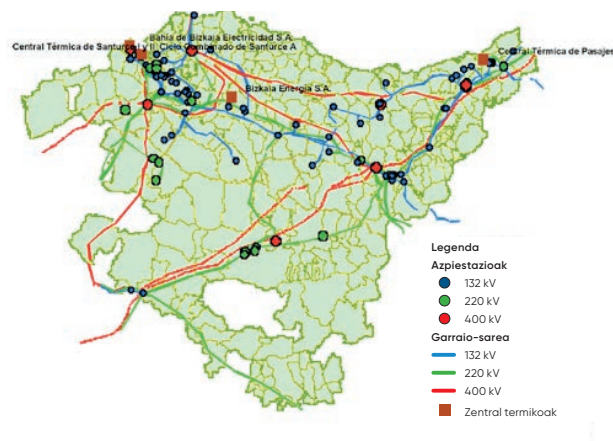 Bahía de Bizkaia Electricidad S.A.
Central Térmica de Santurce I y II Ciclo Combinado de Santurce A
Central Térmica de Pasajes
Bizkaia Energía S.A.
Legenda
Azpiestazioak
132 kV
220 kV
400 kV
Garraio-sarea
132 kV
220 kV
400 kV
Zentral termikoak